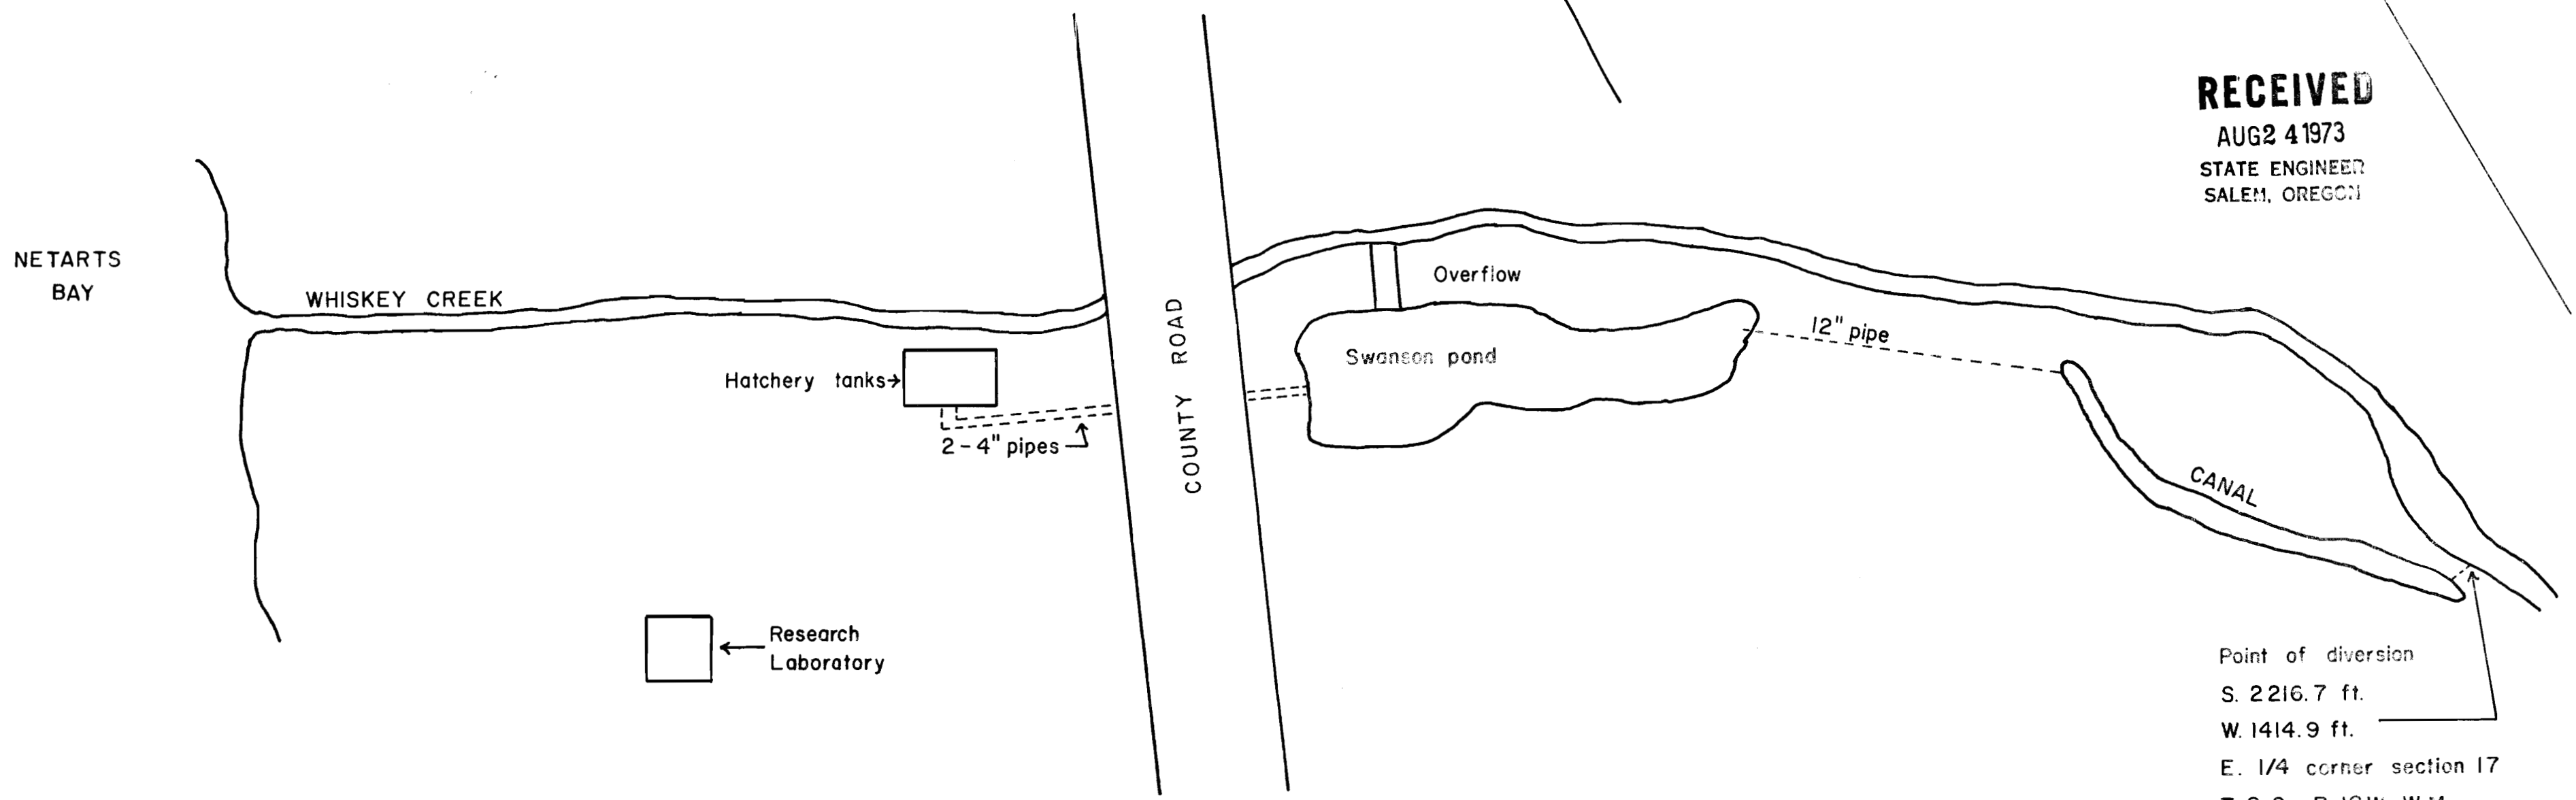 RECEIVED
AUG 24 1973
STATE ENGINEER
SALEM, OREGON
NETARTS
BAY
WHISKEY CREEK
Overflow
12" pipe
Swanson pond
Hatchery tanks
2-4" pipes
COUNTY ROAD
CANAL
Research
Laboratory
Point of diversion
S. 2216.7 ft.
W. 1414.9 ft.
E. 1/4 corner section 17